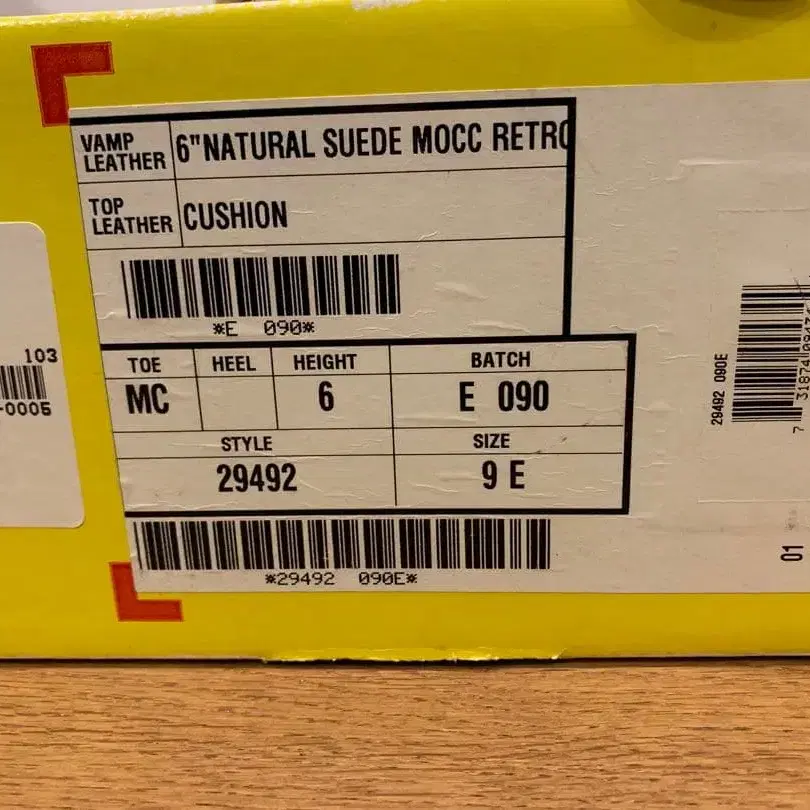 VAMP LEATHER 6"NATURAL SUEDE MOCC RETRO
TOP LEATHER CUSHION
*E 090*
TOE HEEL HEIGHT BATCH
MC 6 E 090
STYLE SIZE
29492 9 E
*29492 090E*
103
-0005
29492 090E
01